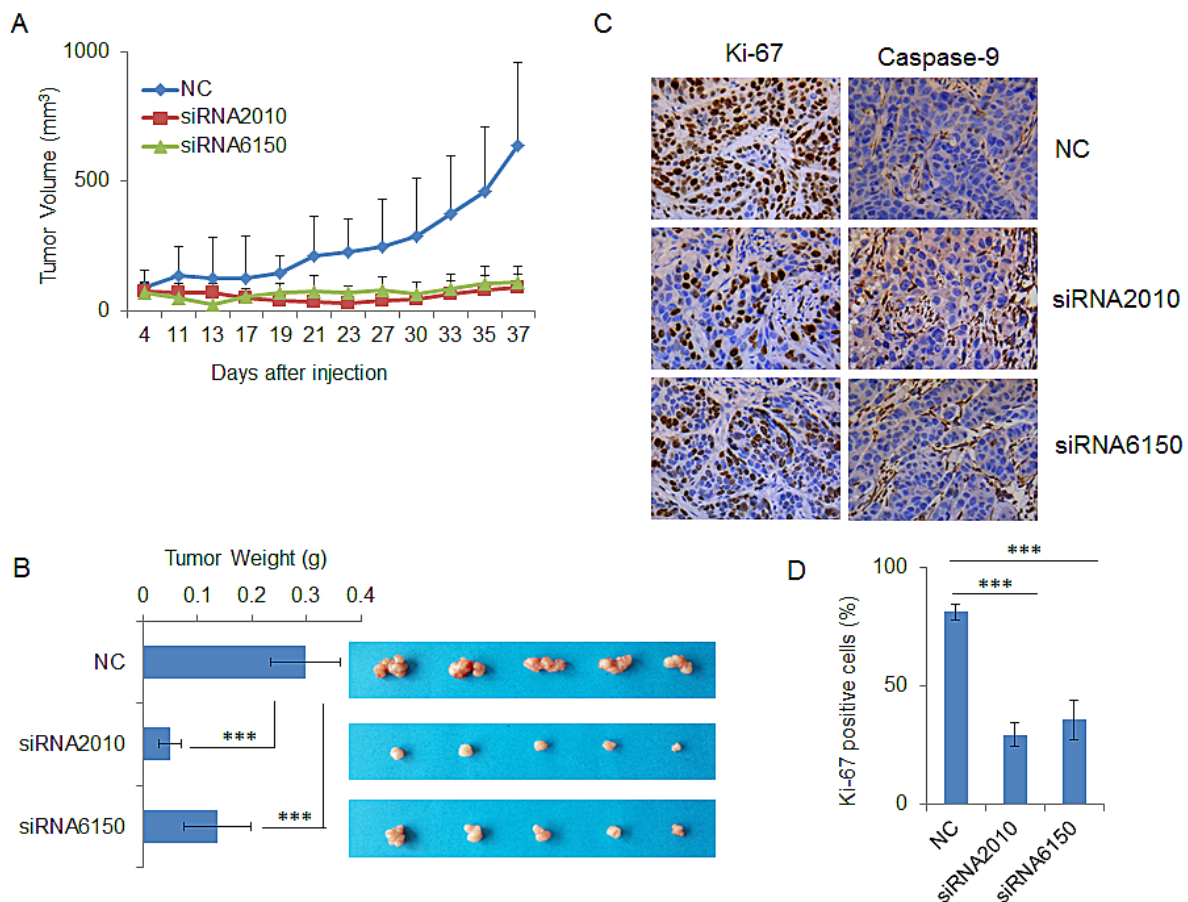 A
1000
500
0
Tumor Volume (mm³)
NC
siRNA2010
siRNA6150
4 11 13 17 19 21 23 27 30 33 35 37
Days after injection
C
Ki-67 Caspase-9
NC
siRNA2010
siRNA6150
B
Tumor Weight (g)
0 0.1 0.2 0.3 0.4
NC
siRNA2010
***
siRNA6150
***
D
***
***
100
50
0
Ki-67 positive cells (%)
NC
siRNA2010
siRNA6150